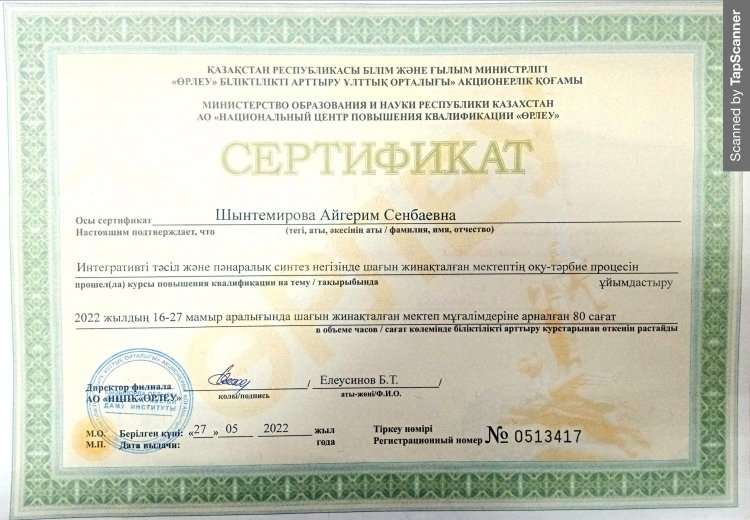 ҚАЗАҚСТАН РЕСПУБЛИКАСЫ БІЛІМ ЖӘНЕ ҒЫЛЫМ МИНИСТРЛІГІ
«ӨРЛЕУ» БІЛІКТІЛІКТІ АРТТЫРУ ҰЛТТЫҚ ОРТАЛЫҒЫ» АКЦИОНЕРЛІК ҚОҒАМЫ
МИНИСТЕРСТВО ОБРАЗОВАНИЯ И НАУКИ РЕСПУБЛИКИ КАЗАХСТАН
АО «НАЦИОНАЛЬНЫЙ ЦЕНТР ПОВЫШЕНИЯ КВАЛИФИКАЦИИ «ӨРЛЕУ»
СЕРТИФИКАТ
Осы сертификат Шынтемирова Айгерим Сенбаевна
Настоящим подтверждает, что (тегі, аты, әкесінің аты / фамилия, имя, отчество)
Интегративті тәсіл және пәнаралық синтез негізінде шағын жинақталған мектептің оқу-тәрбие процесін
прошел(ла) курсы повышения квалификации на тему / тақырыбында ұйымдастыру
2022 жылдың 16-27 мамыр аралығында шағын жинақталған мектеп мұғалімдеріне арналған 80 сағат
в объеме часов / сағат көлемінде біліктілікті арттыру курстарынан өткенін растайды
Директор филиала / Елеусинов Б.Т. /
АО «НЦПК«ӨРЛЕУ» қолы/подпись аты-жөні/Ф.И.О.
ДАМУ ИНСТИТУТЫ
М.О. Берілген күні: «27» 05 2022 жыл Тіркеу нөмірі
М.П. Дата выдачи: года Регистрационный номер № 0513417
Scanned by TapScanner